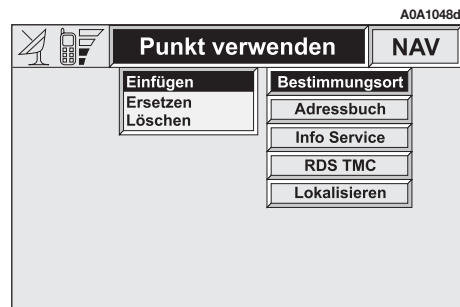 A0A1048d
Punkt verwenden NAV
Einfügen
Ersetzen
Löschen
Bestimmungsort
Adressbuch
Info Service
RDS TMC
Lokalisieren